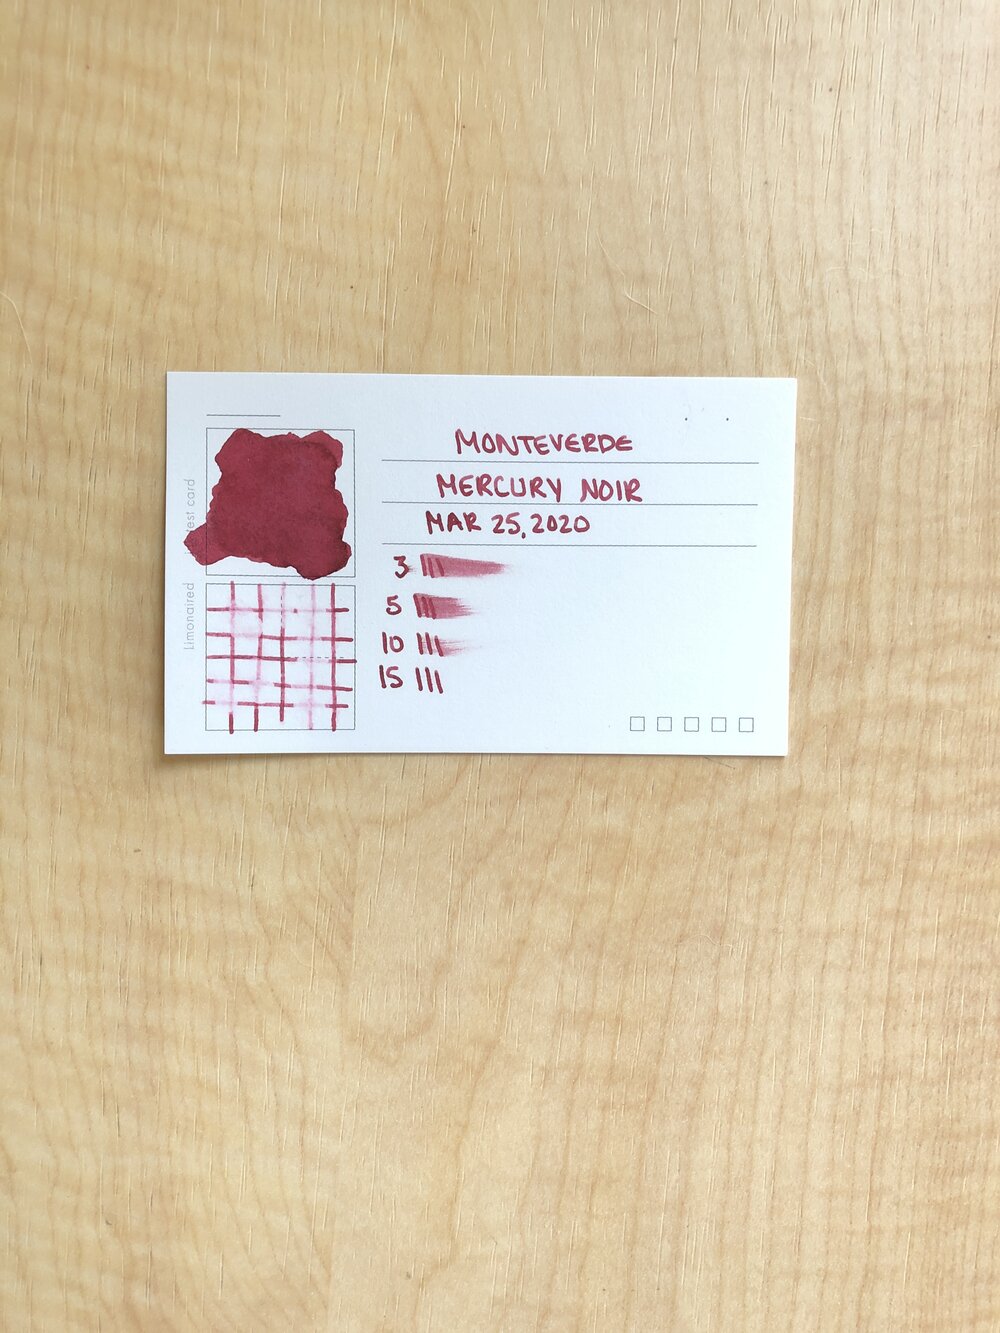 MONTEVERDE
MERCURY NOIR
MAR 25, 2020
3
5
10
15
Limonaired test card